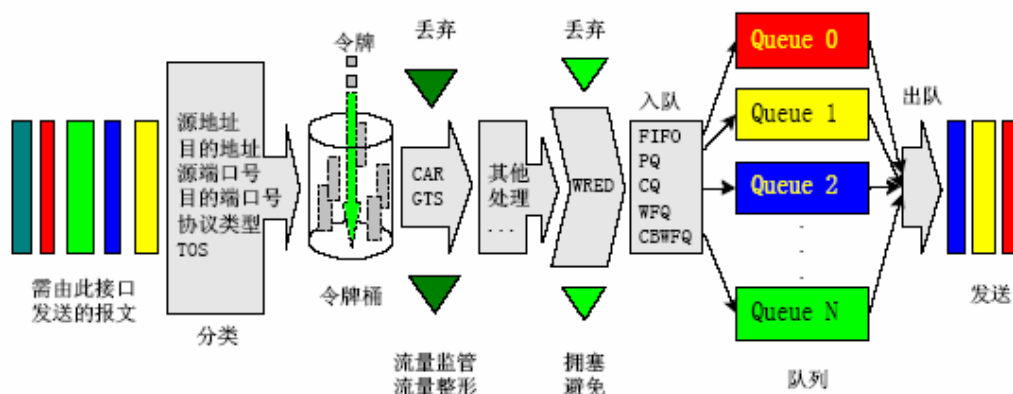 需由此接口
发送的报文
源地址
目的地址
源端口号
目的端口号
协议类型
TOS
分类
令牌
令牌桶
丢弃
CAR
GTS
流量监管
流量整形
其他
处理
...
丢弃
WRED
拥塞
避免
入队
FIFO
PQ
CQ
WFQ
CBWFQ
Queue 0
Queue 1
Queue 2
Queue N
队列
出队
发送